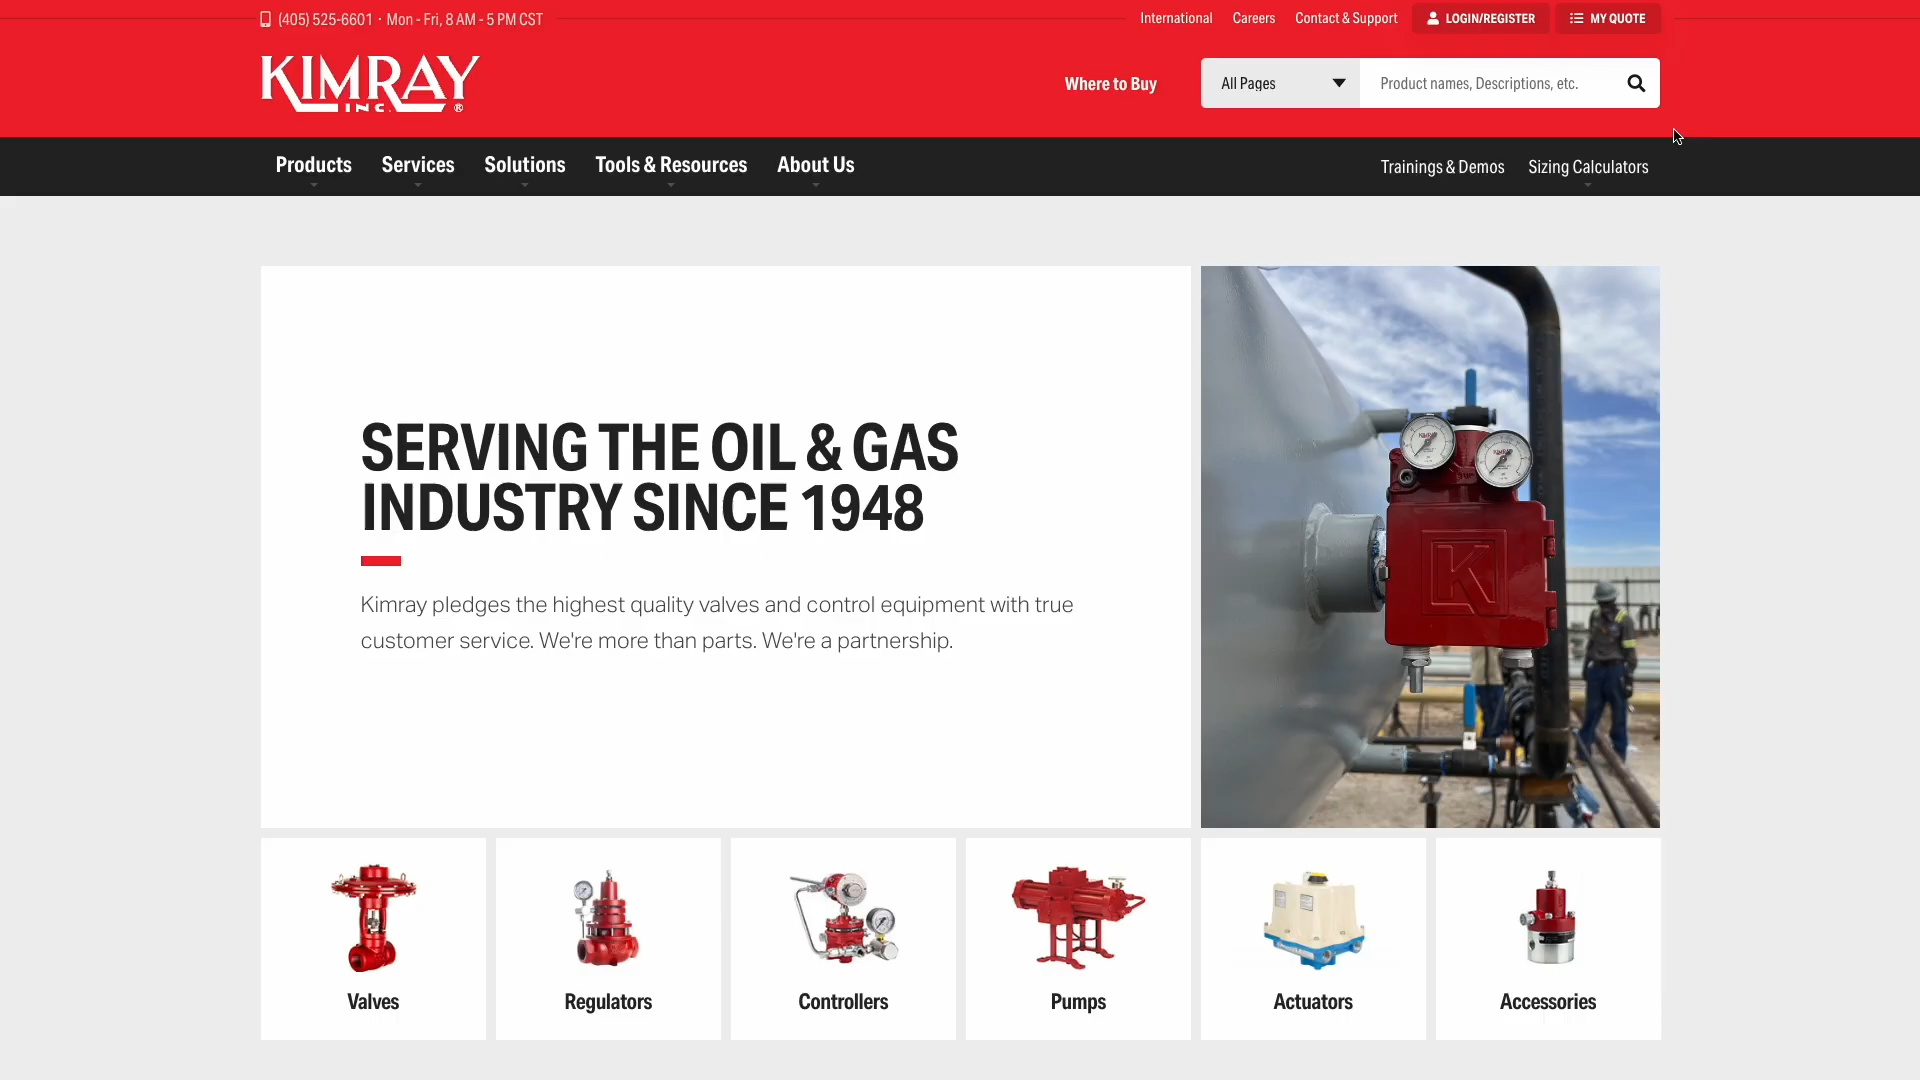 (405) 525-6601 · Mon - Fri, 8 AM - 5 PM CST
International
Careers
Contact & Support
LOGIN/REGISTER
MY QUOTE
KIMRAY
INC.®
Where to Buy
All Pages
Product names, Descriptions, etc.
Products
Services
Solutions
Tools & Resources
About Us
Trainings & Demos
Sizing Calculators
SERVING THE OIL & GAS
INDUSTRY SINCE 1948
Kimray pledges the highest quality valves and control equipment with true
customer service. We're more than parts. We're a partnership.
KIMRAY
KIMRAY
K
Valves
Regulators
Controllers
Pumps
Actuators
Accessories